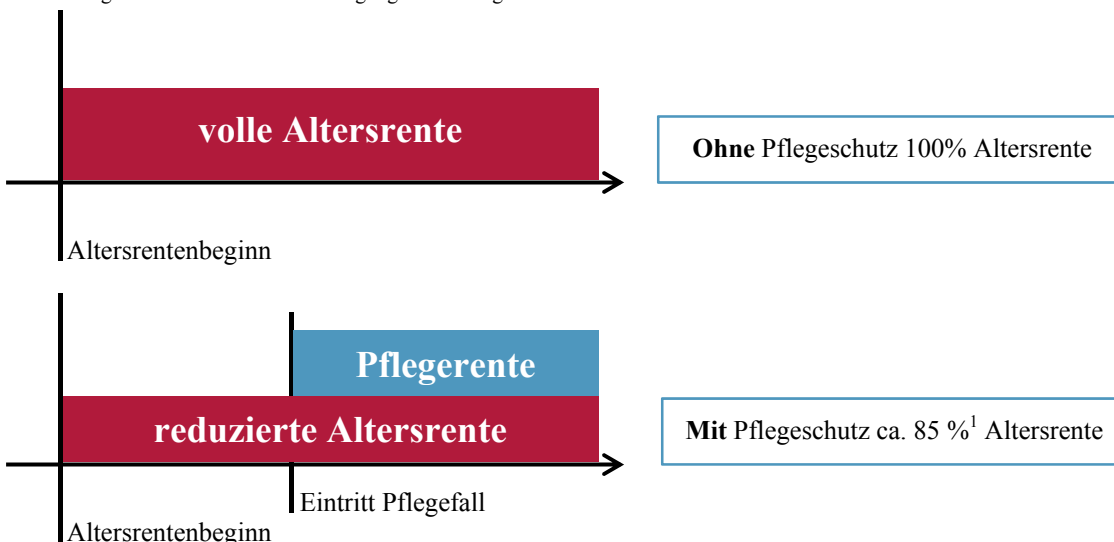 volle Altersrente
Ohne Pflegeschutz 100% Altersrente
Altersrentenbeginn
Pflegerente
reduzierte Altersrente
Mit Pflegeschutz ca. 85 %¹ Altersrente
Eintritt Pflegefall
Altersrentenbeginn